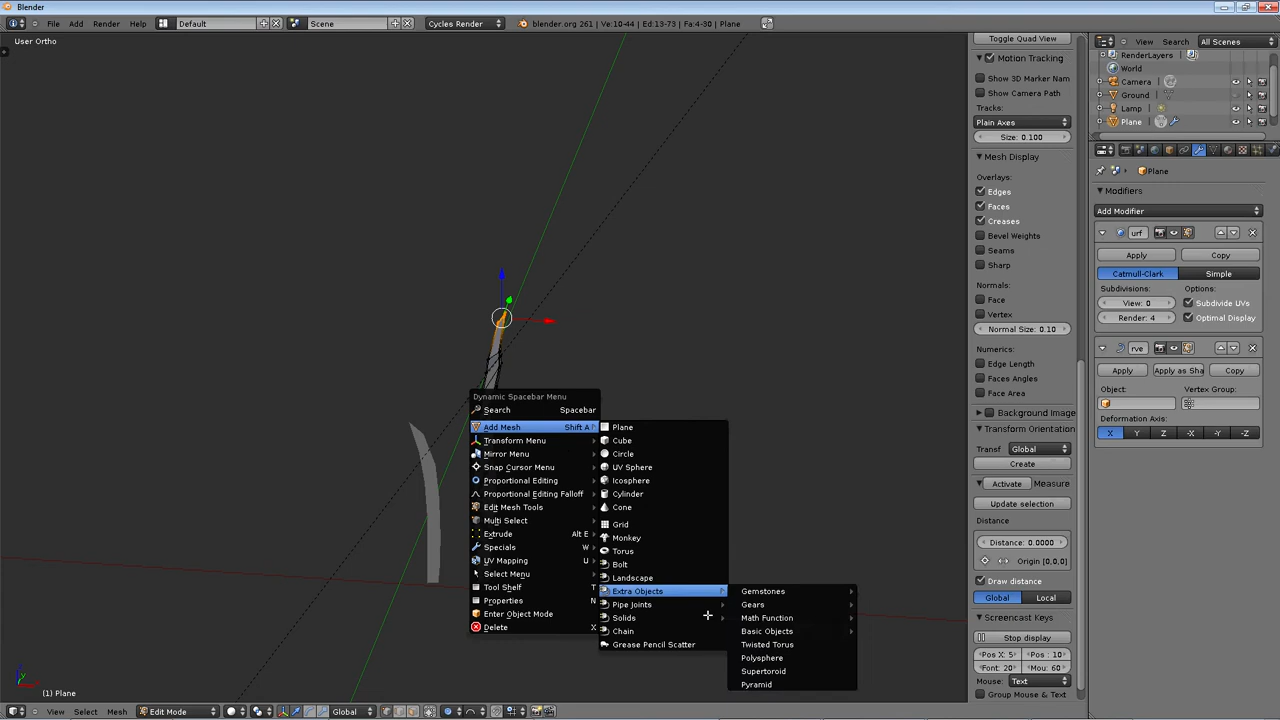 Blender
File Add Render Help Default Scene Cycles Render blender.org 261 | Ve:10-44 | Ed:13-73 | Fa:4-30 | Plane
User Ortho
Dynamic Spacebar Menu
Search Spacebar
Add Mesh Shift A
Transform Menu
Mirror Menu
Snap Cursor Menu
Proportional Editing
Proportional Editing Falloff
Edit Mesh Tools
Multi Select
Extrude Alt E
Specials W
UV Mapping U
Select Menu
Tool Shelf T
Properties N
Enter Object Mode
Delete X
Plane
Cube
Circle
UV Sphere
Icosphere
Cylinder
Cone
Grid
Monkey
Torus
Bolt
Landscape
Extra Objects
Pipe Joints
Solids
Chain
Grease Pencil Scatter
Gemstones
Gears
Math Function
Basic Objects
Twisted Torus
Polysphere
Supertoroid
Pyramid
Toggle Quad View
Motion Tracking
Show 3D Marker Nam
Show Camera Path
Tracks:
Plain Axes
Size: 0.100
Mesh Display
Overlays:
Edges
Faces
Creases
Bevel Weights
Seams
Sharp
Normals:
Face
Vertex
Normal Size: 0.10
Numerics:
Edge Length
Faces Angles
Face Area
Background Image
Transform Orientation
Transf Global
Create
Activate Measure
Update selection
Distance
Distance: 0.0000
Origin [0,0,0]
Draw distance
Global Local
Screencast Keys
Stop display
Pos X: 5 Pos : 10
Font: 20 Mou: 60
Mouse: Text
Group Mouse & Text
View Search All Scenes
RenderLayers
World
Camera
Ground
Lamp
Plane
Plane
Modifiers
Add Modifier
urf
Apply Copy
Catmull-Clark Simple
Subdivisions: Options:
View: 0 Subdivide UVs
Render: 4 Optimal Display
rve
Apply Apply as Sha Copy
Object: Vertex Group:
Deformation Axis:
X Y Z -X -Y -Z
(1) Plane
View Select Mesh Edit Mode Global